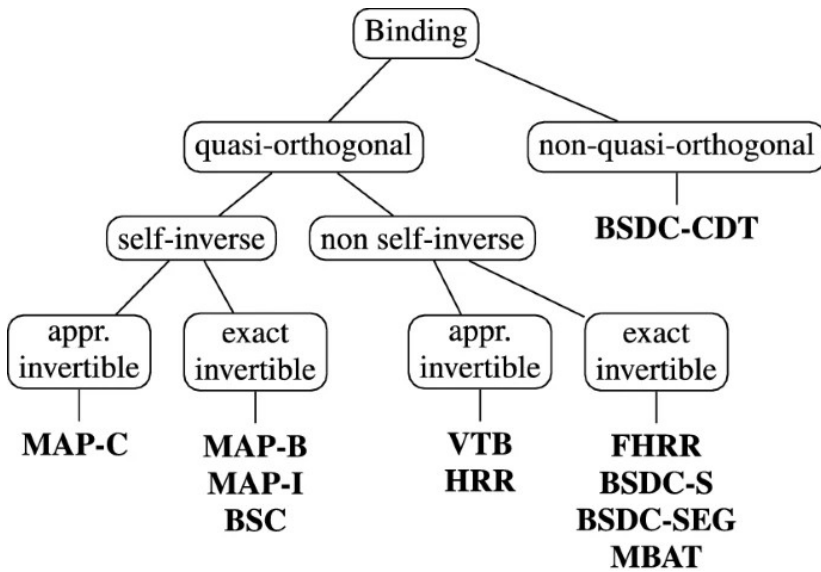 Binding
quasi-orthogonal
non-quasi-orthogonal
BSDC-CDT
self-inverse
non self-inverse
appr.
invertible
exact
invertible
appr.
invertible
exact
invertible
MAP-C
MAP-B
MAP-I
BSC
VTB
HRR
FHRR
BSDC-S
BSDC-SEG
MBAT